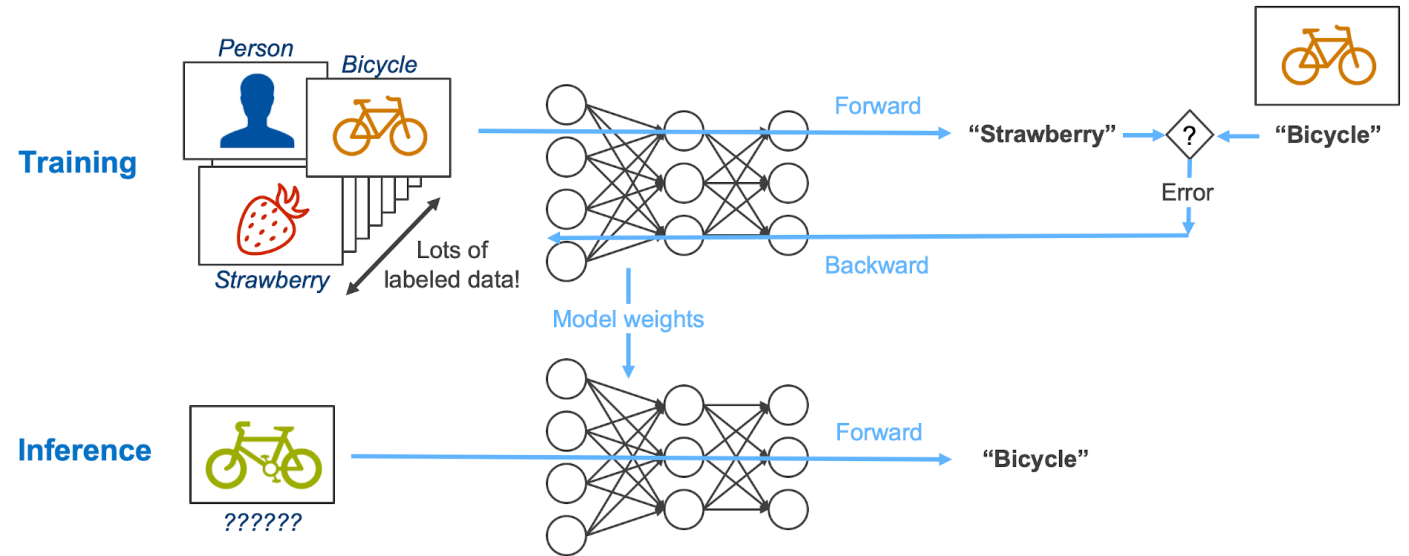 Person
Bicycle
Training
Strawberry
Lots of
labeled data!
Forward
“Strawberry”
?
“Bicycle”
Error
Backward
Model weights
Inference
??????
Forward
“Bicycle”